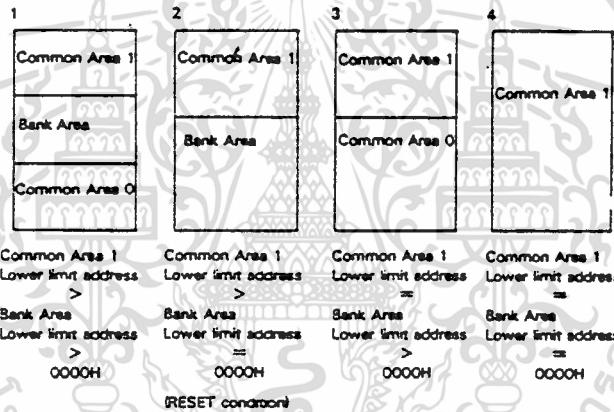 1
Common Area 1
Bank Area
Common Area 0
Common Area 1
Lower limit address
>
Bank Area
Lower limit address
>
0000H
2
Common Area 1
Bank Area
Common Area 1
Lower limit address
>
Bank Area
Lower limit address
=
0000H
(RESET condition)
3
Common Area 1
Common Area 0
Common Area 1
Lower limit address
=
Bank Area
Lower limit address
>
0000H
4
Common Area 1
Common Area 1
Lower limit address
=
Bank Area
Lower limit address
=
0000H